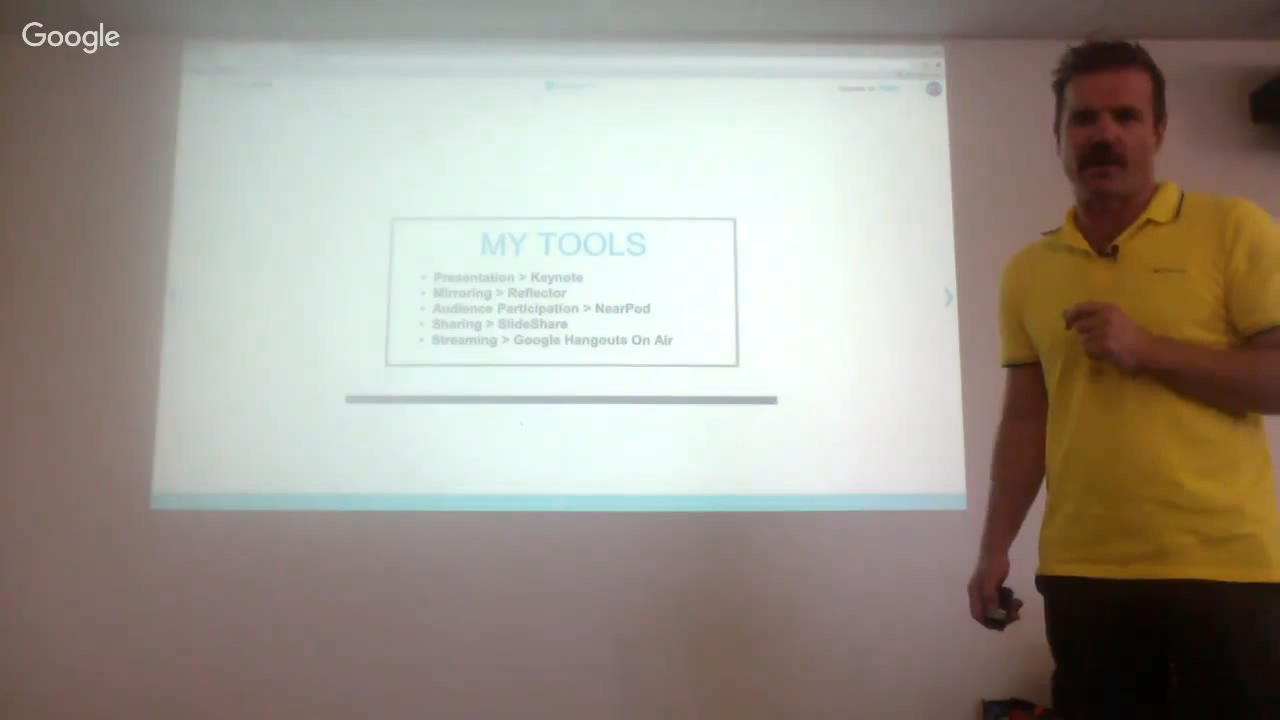 Google
MY TOOLS
• Presentation > Keynote
• Mirroring > Reflector
• Audience Participation > NearPod
• Sharing > SlideShare
• Streaming > Google Hangouts On Air